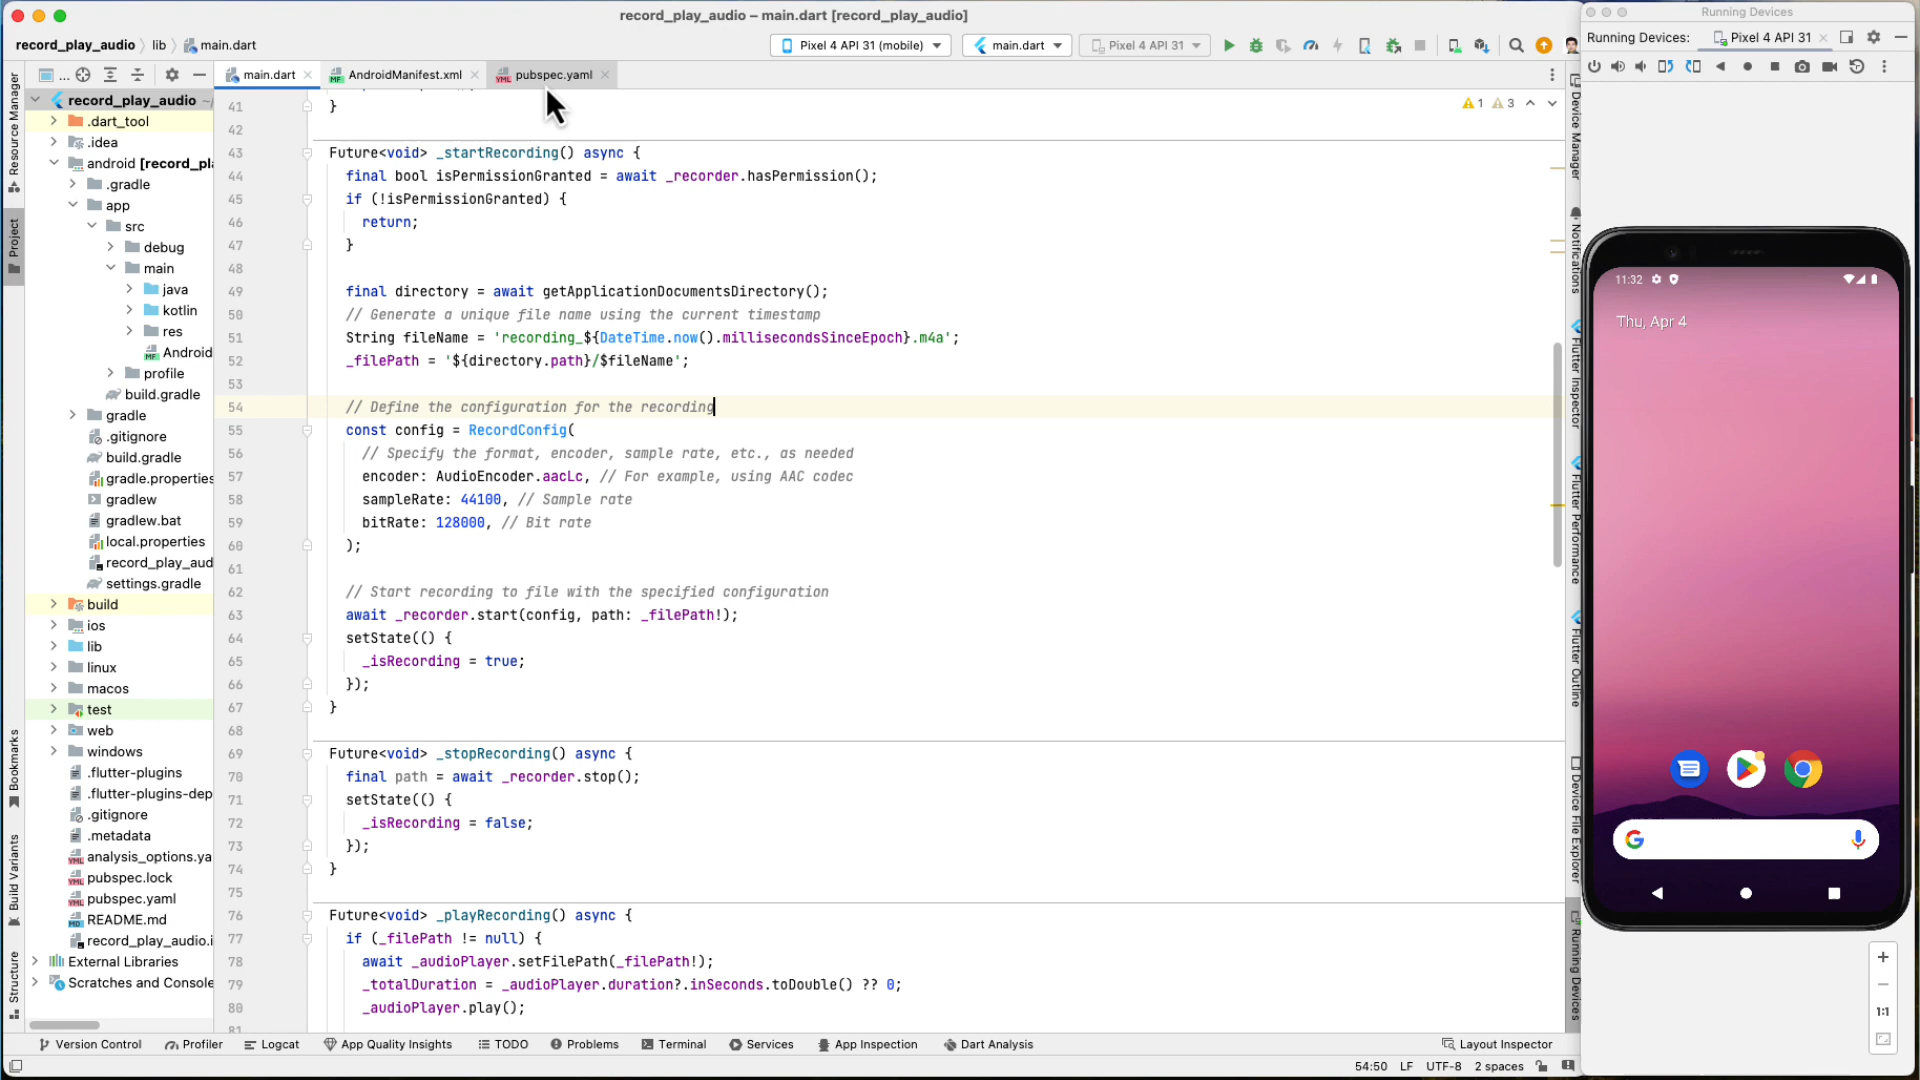 record_play_audio – main.dart [record_play_audio]
Running Devices
record_play_audio
lib
main.dart
Pixel 4 API 31 (mobile)
main.dart
Pixel 4 API 31
Running Devices:
Pixel 4 API 31
...
main.dart
AndroidManifest.xml
pubspec.yaml
Resource Manager
Project
Bookmarks
Build Variants
Structure
record_play_audio
.dart_tool
.idea
android [record_pl
.gradle
app
src
debug
main
java
kotlin
res
Android
profile
build.gradle
gradle
.gitignore
build.gradle
gradle.properties
gradlew
gradlew.bat
local.properties
record_play_aud
settings.gradle
build
ios
lib
linux
macos
test
web
windows
.flutter-plugins
.flutter-plugins-dep
.gitignore
.metadata
analysis_options.ya
pubspec.lock
pubspec.yaml
README.md
record_play_audio.i
External Libraries
Scratches and Console
1 3
41 }
42
43 Future<void> _startRecording() async {
44 final bool isPermissionGranted = await _recorder.hasPermission();
45 if (!isPermissionGranted) {
46 return;
47 }
48
49 final directory = await getApplicationDocumentsDirectory();
50 // Generate a unique file name using the current timestamp
51 String fileName = 'recording_${DateTime.now().millisecondsSinceEpoch}.m4a';
52 _filePath = '${directory.path}/$fileName';
53
54 // Define the configuration for the recording
55 const config = RecordConfig(
56 // Specify the format, encoder, sample rate, etc., as needed
57 encoder: AudioEncoder.aacLc, // For example, using AAC codec
58 sampleRate: 44100, // Sample rate
59 bitRate: 128000, // Bit rate
60 );
61
62 // Start recording to file with the specified configuration
63 await _recorder.start(config, path: _filePath!);
64 setState(() {
65 _isRecording = true;
66 });
67 }
68
69 Future<void> _stopRecording() async {
70 final path = await _recorder.stop();
71 setState(() {
72 _isRecording = false;
73 });
74 }
75
76 Future<void> _playRecording() async {
77 if (_filePath != null) {
78 await _audioPlayer.setFilePath(_filePath!);
79 _totalDuration = _audioPlayer.duration?.inSeconds.toDouble() ?? 0;
80 _audioPlayer.play();
81
Device Manager
Notifications
Flutter Inspector
Flutter Performance
Flutter Outline
Device File Explorer
Running Devices
11:32
Thu, Apr 4
1:1
Version Control
Profiler
Logcat
App Quality Insights
TODO
Problems
Terminal
Services
App Inspection
Dart Analysis
Layout Inspector
54:50 LF UTF-8 2 spaces